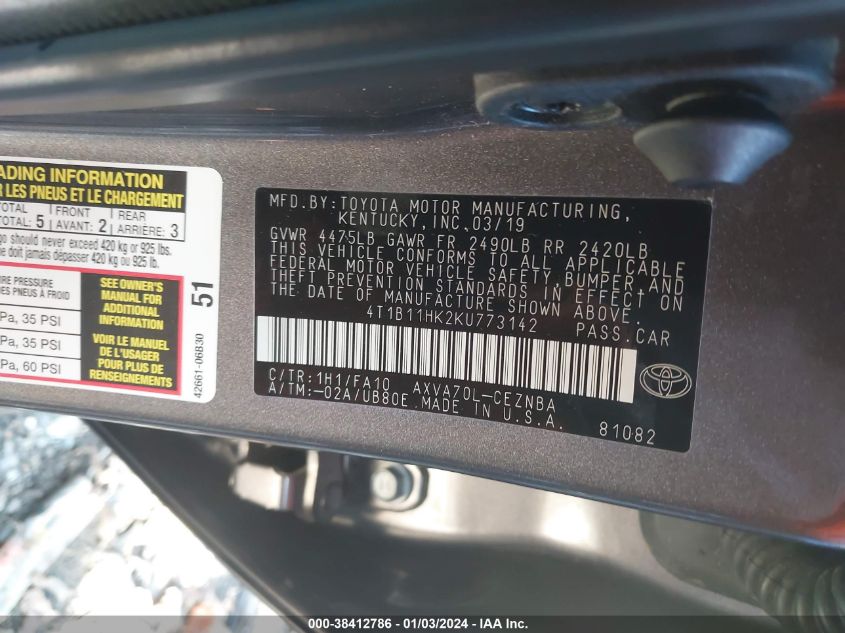 ADING INFORMATION
R LES PNEUS ET LE CHARGEMENT
TOTAL FRONT REAR
TOTAL: 5 AVANT: 2 ARRIÈRE: 3
go should never exceed 420 kg or 925 lbs.
ne doit jamais dépasser 420 kg ou 925 lb.
IRE PRESSURE
DES PNEUS À FROID
Pa, 35 PSI
Pa, 35 PSI
Pa, 60 PSI
SEE OWNER'S
MANUAL FOR
ADDITIONAL
INFORMATION
VOIR LE MANUEL
DE L'USAGER
POUR PLUS DE
RENSEIGNEMENTS
51
42661-06B30
MFD.BY:TOYOTA MOTOR MANUFACTURING,
KENTUCKY, INC.03/19
GVWR 4475LB GAWR FR 2490LB RR 2420LB
THIS VEHICLE CONFORMS TO ALL APPLICABLE
FEDERAL MOTOR VEHICLE SAFETY,BUMPER,AND
THEFT PREVENTION STANDARDS IN EFFECT ON
THE DATE OF MANUFACTURE SHOWN ABOVE.
4T1B11HK2KU773142 PASS.CAR
C/TR:1H1/FA10 AXVA70L-CEZNBA
A/TM:-02A/UB80E MADE IN U.S.A.
81082
000-38412786 - 01/03/2024 - IAA Inc.